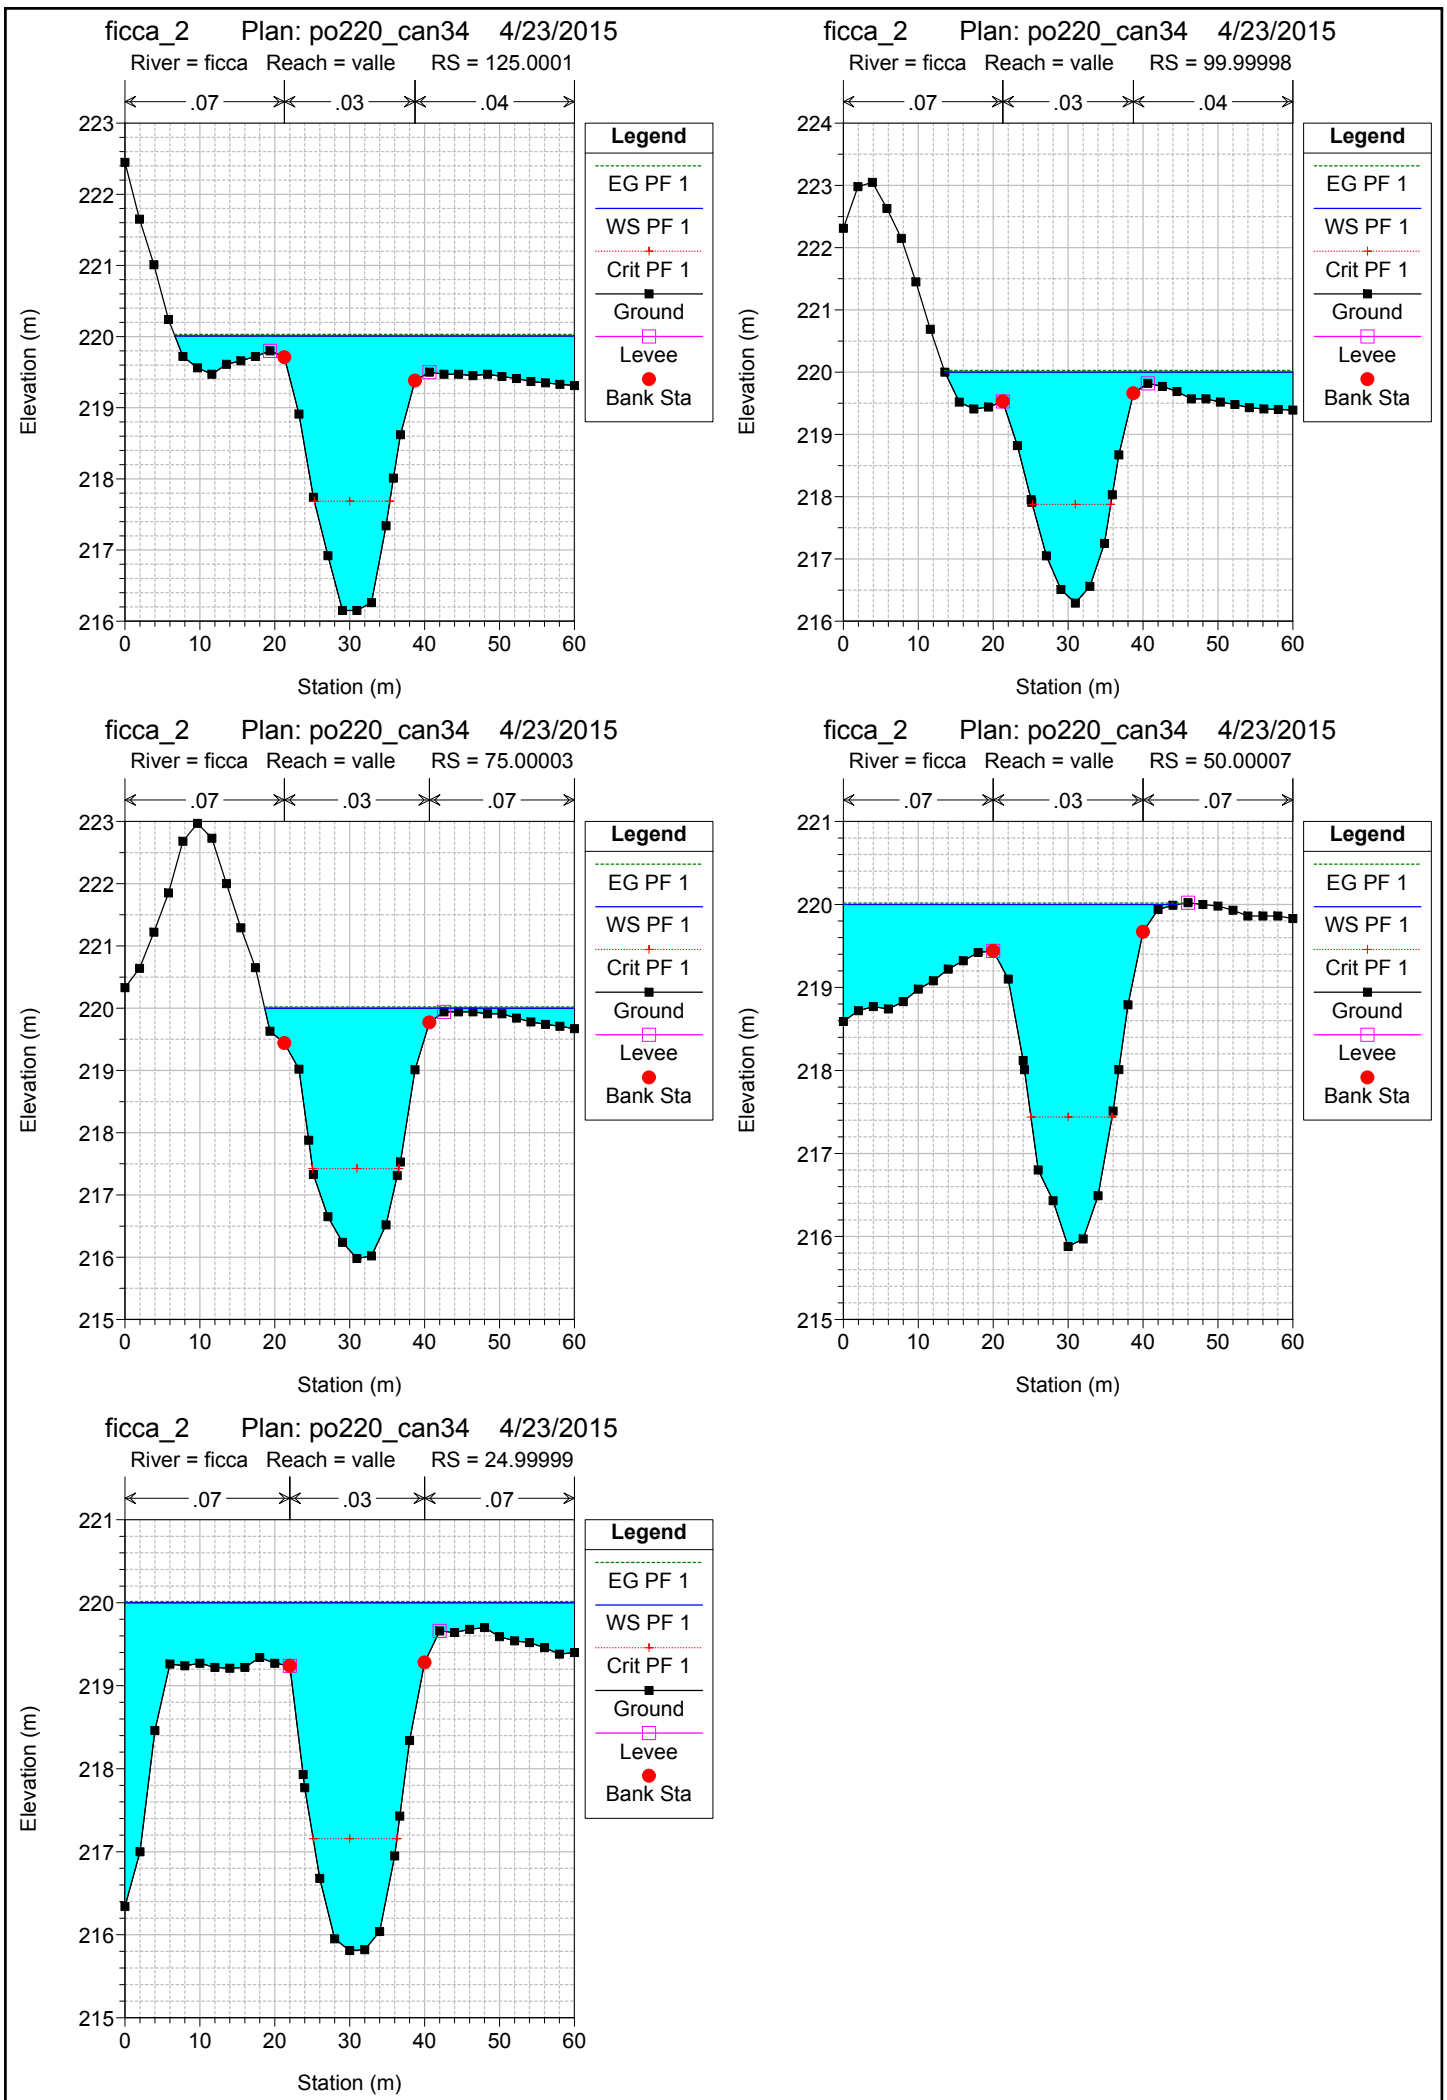 ficca_2 Plan: po220_can34 4/23/2015
River = ficca Reach = valle RS = 125.0001
.07 .03 .04
223
222
221
220
219
218
217
216
0 10 20 30 40 50 60
Station (m)
Elevation (m)
Legend
EG PF 1
WS PF 1
Crit PF 1
Ground
Levee
Bank Sta
ficca_2 Plan: po220_can34 4/23/2015
River = ficca Reach = valle RS = 99.99998
.07 .03 .04
224
223
222
221
220
219
218
217
216
0 10 20 30 40 50 60
Station (m)
Elevation (m)
Legend
EG PF 1
WS PF 1
Crit PF 1
Ground
Levee
Bank Sta
ficca_2 Plan: po220_can34 4/23/2015
River = ficca Reach = valle RS = 75.00003
.07 .03 .07
223
222
221
220
219
218
217
216
215
0 10 20 30 40 50 60
Station (m)
Elevation (m)
Legend
EG PF 1
WS PF 1
Crit PF 1
Ground
Levee
Bank Sta
ficca_2 Plan: po220_can34 4/23/2015
River = ficca Reach = valle RS = 50.00007
.07 .03 .07
221
220
219
218
217
216
215
0 10 20 30 40 50 60
Station (m)
Elevation (m)
Legend
EG PF 1
WS PF 1
Crit PF 1
Ground
Levee
Bank Sta
ficca_2 Plan: po220_can34 4/23/2015
River = ficca Reach = valle RS = 24.99999
.07 .03 .07
221
220
219
218
217
216
215
0 10 20 30 40 50 60
Station (m)
Elevation (m)
Legend
EG PF 1
WS PF 1
Crit PF 1
Ground
Levee
Bank Sta